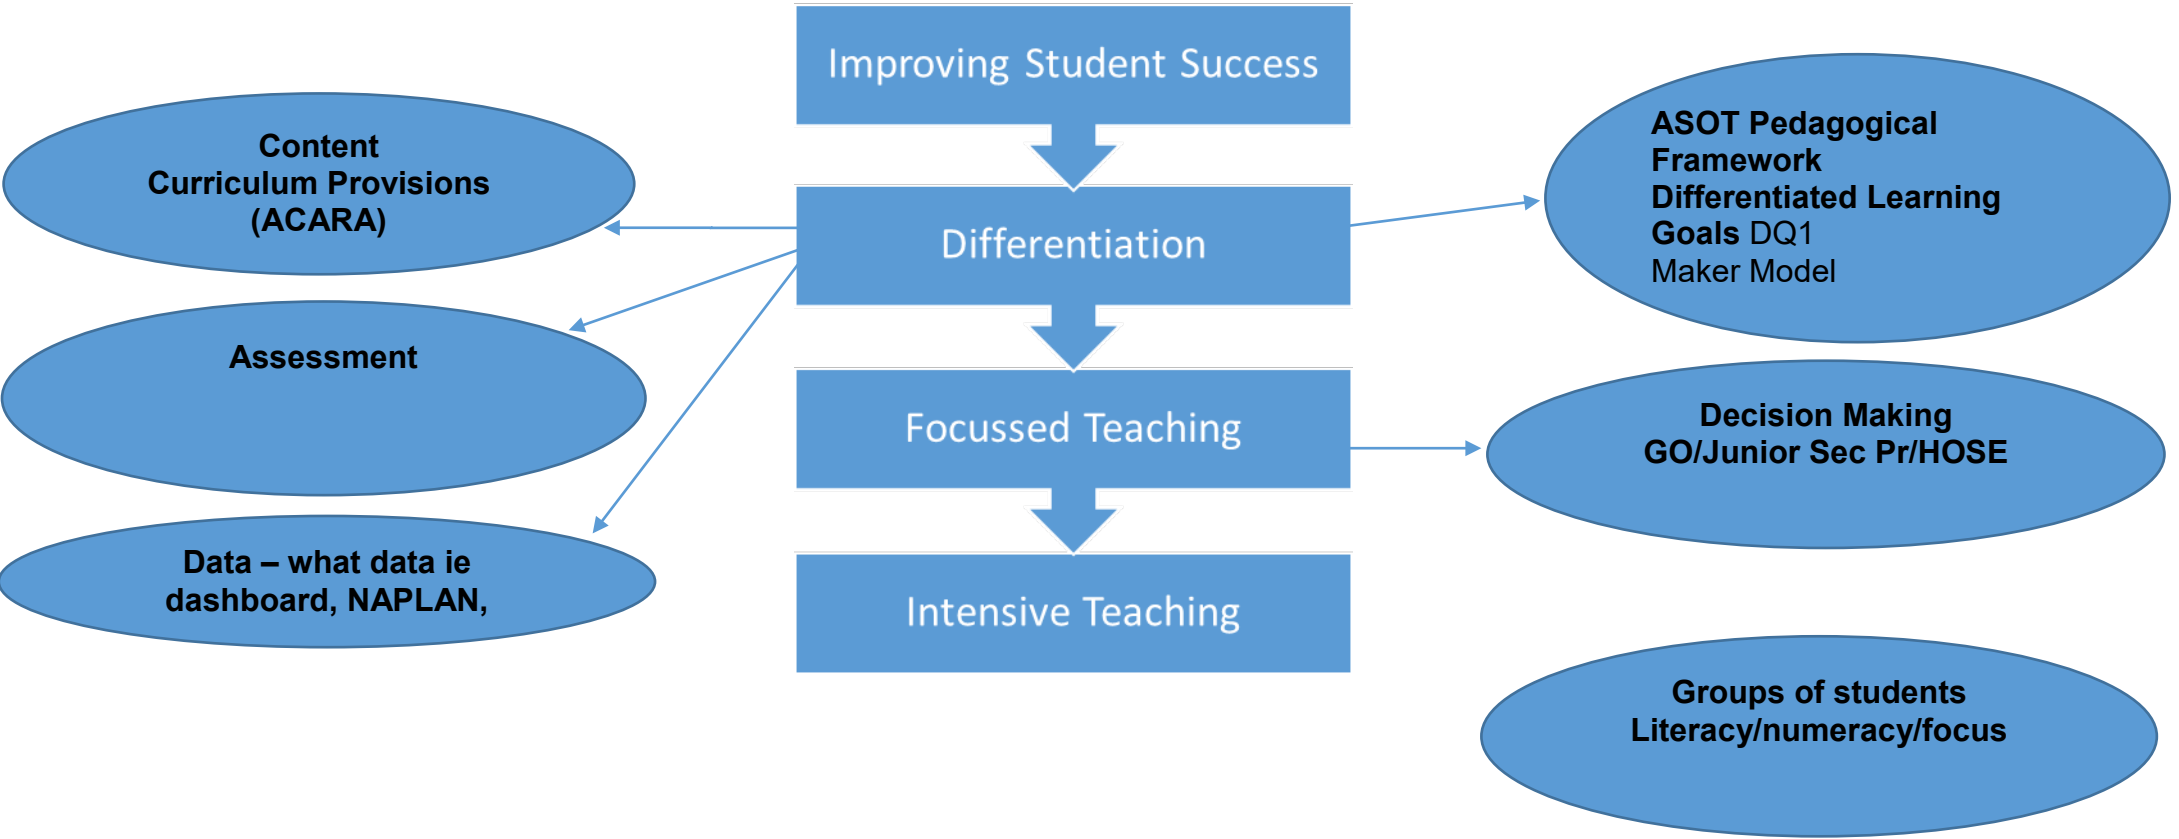 Improving Student Success
Differentiation
Focussed Teaching
Intensive Teaching
Content
Curriculum Provisions
(ACARA)
Assessment
Data – what data ie
dashboard, NAPLAN,
ASOT Pedagogical
Framework
Differentiated Learning
Goals DQ1
Maker Model
Decision Making
GO/Junior Sec Pr/HOSE
Groups of students
Literacy/numeracy/focus